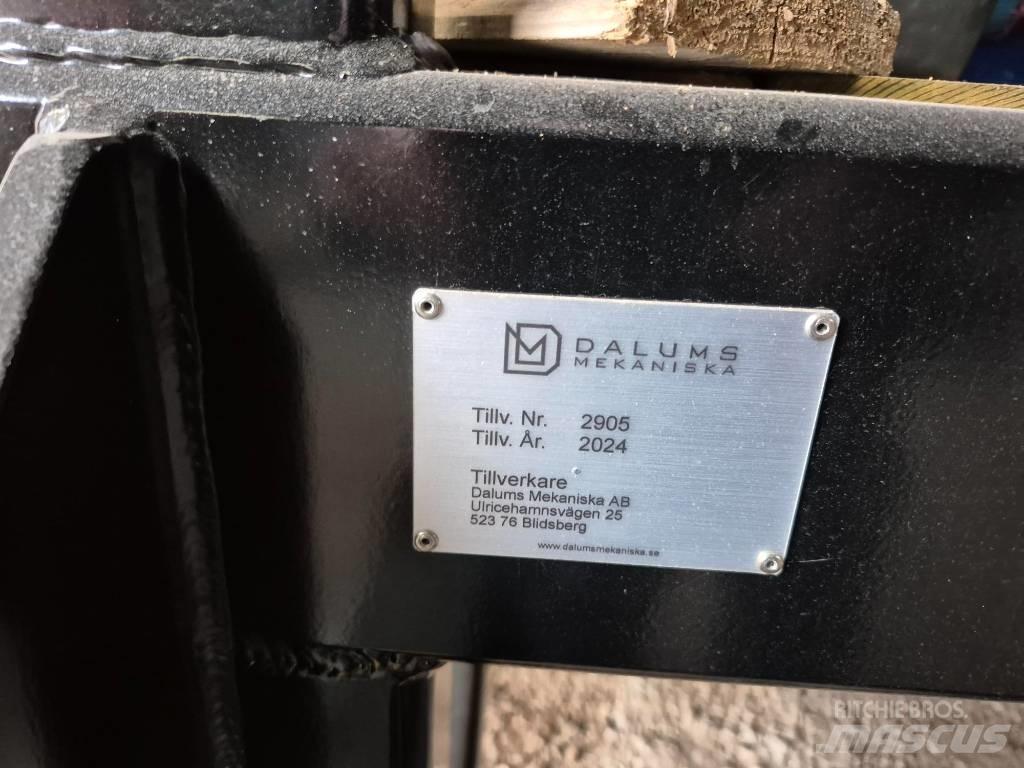 DALUMS
MEKANISKA
Tillv. Nr. 2905
Tillv. År. 2024
Tillverkare
Dalums Mekaniska AB
Ulricehamnsvägen 25
523 76 Blidsberg
www.dalumsmekaniska.se
RITCHIE BROS.
MASCUS